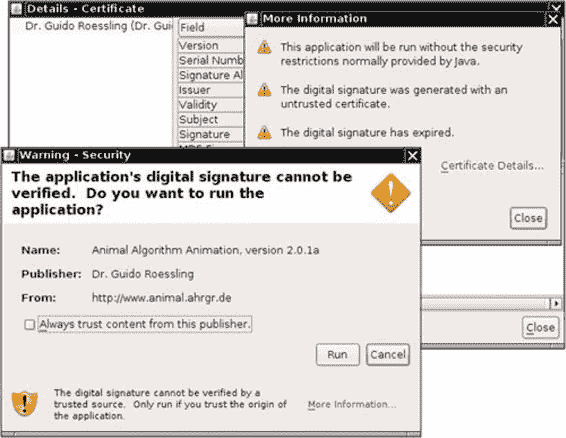 Details - Certificate
Dr. Guido Roessling (Dr. Gui
Field
Version
Serial Numb
Signature Al
Issuer
Validity
Subject
Signature
More Information
This application will be run without the security
restrictions normally provided by Java.
The digital signature was generated with an
untrusted certificate.
The digital signature has expired.
Certificate Details...
Close
Close
Warning - Security
The application's digital signature cannot be
verified. Do you want to run the
application?
Name: Animal Algorithm Animation, version 2.0.1a
Publisher: Dr. Guido Roessling
From: http://www.animal.ahrgr.de
Always trust content from this publisher.
Run Cancel
The digital signature cannot be verified by a
trusted source. Only run if you trust the origin of
the application.
More Information...